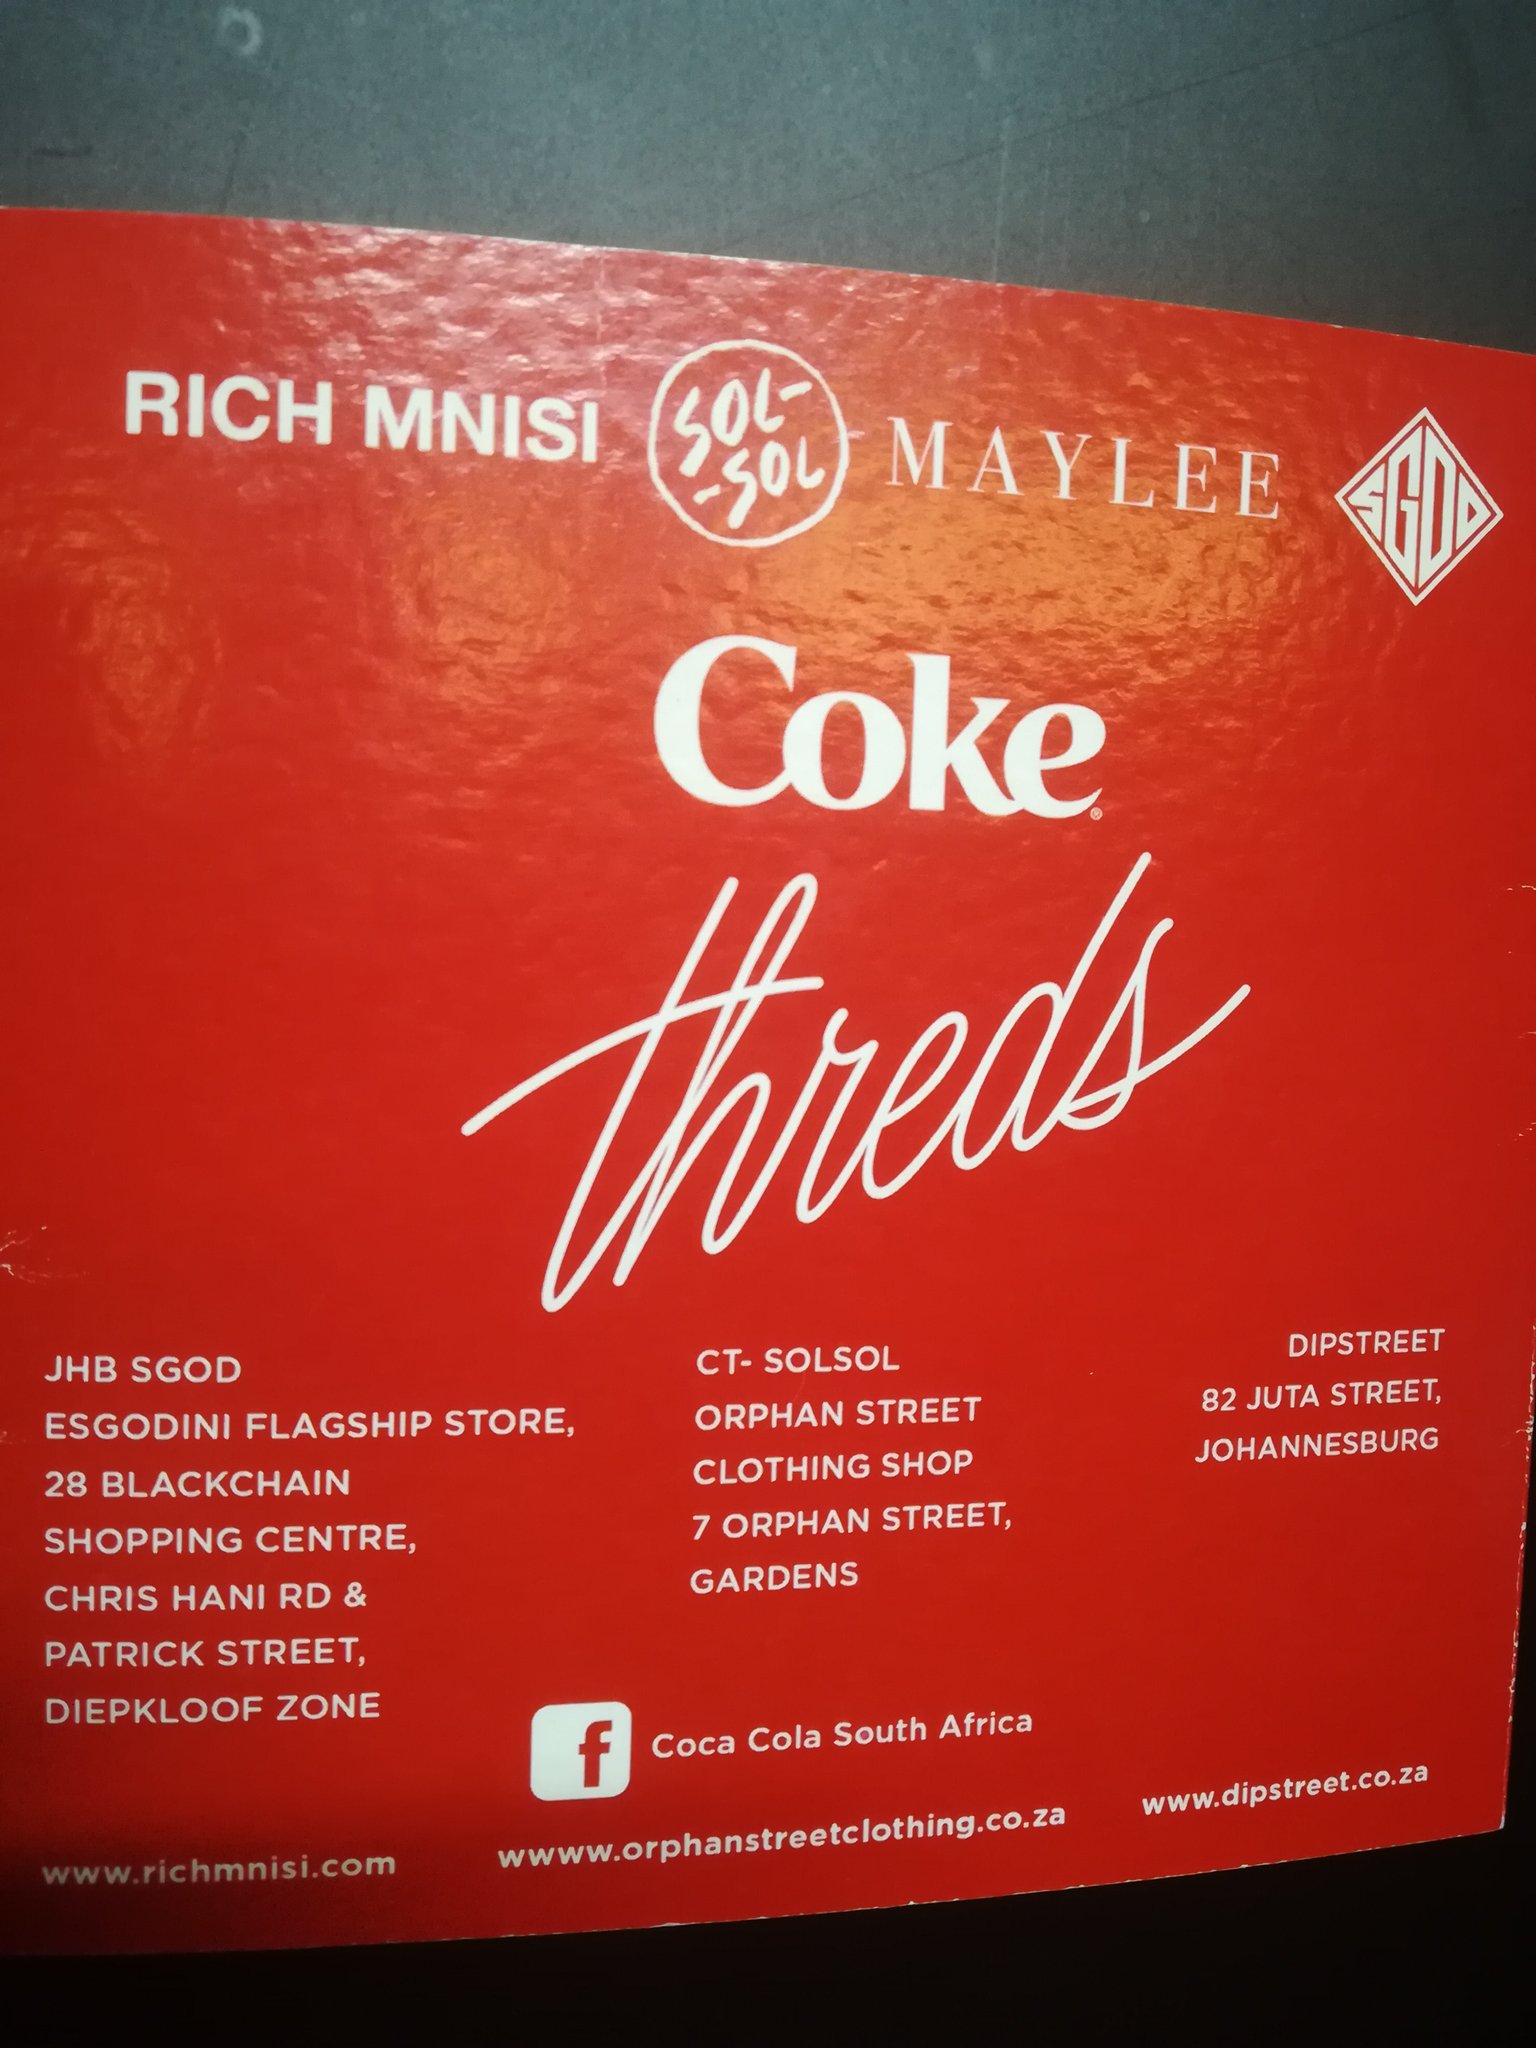 RICH MNISI
SOL-
-SOL
MAYLEE
SGOD
Coke®
threds
JHB SGOD
ESGODINI FLAGSHIP STORE,
28 BLACKCHAIN
SHOPPING CENTRE,
CHRIS HANI RD &
PATRICK STREET,
DIEPKLOOF ZONE
CT- SOLSOL
ORPHAN STREET
CLOTHING SHOP
7 ORPHAN STREET,
GARDENS
DIPSTREET
82 JUTA STREET,
JOHANNESBURG
f Coca Cola South Africa
www.richmnisi.com
wwww.orphanstreetclothing.co.za
www.dipstreet.co.za